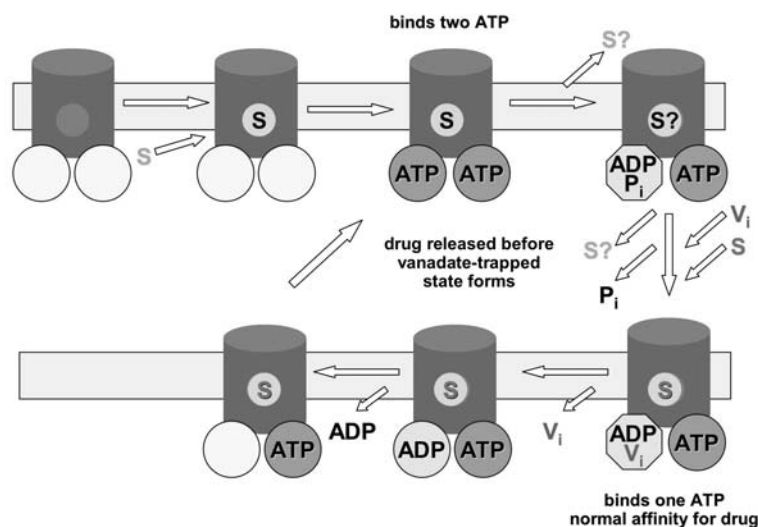 binds two ATP
S?
S
S
S
S?
ATP
ATP
ADP
Pi
ATP
drug released before
vanadate-trapped
state forms
S?
Pi
Vi
S
S
S
S
ATP
ADP
ADP
ATP
Vi
ADP
Vi
ATP
binds one ATP
normal affinity for drug